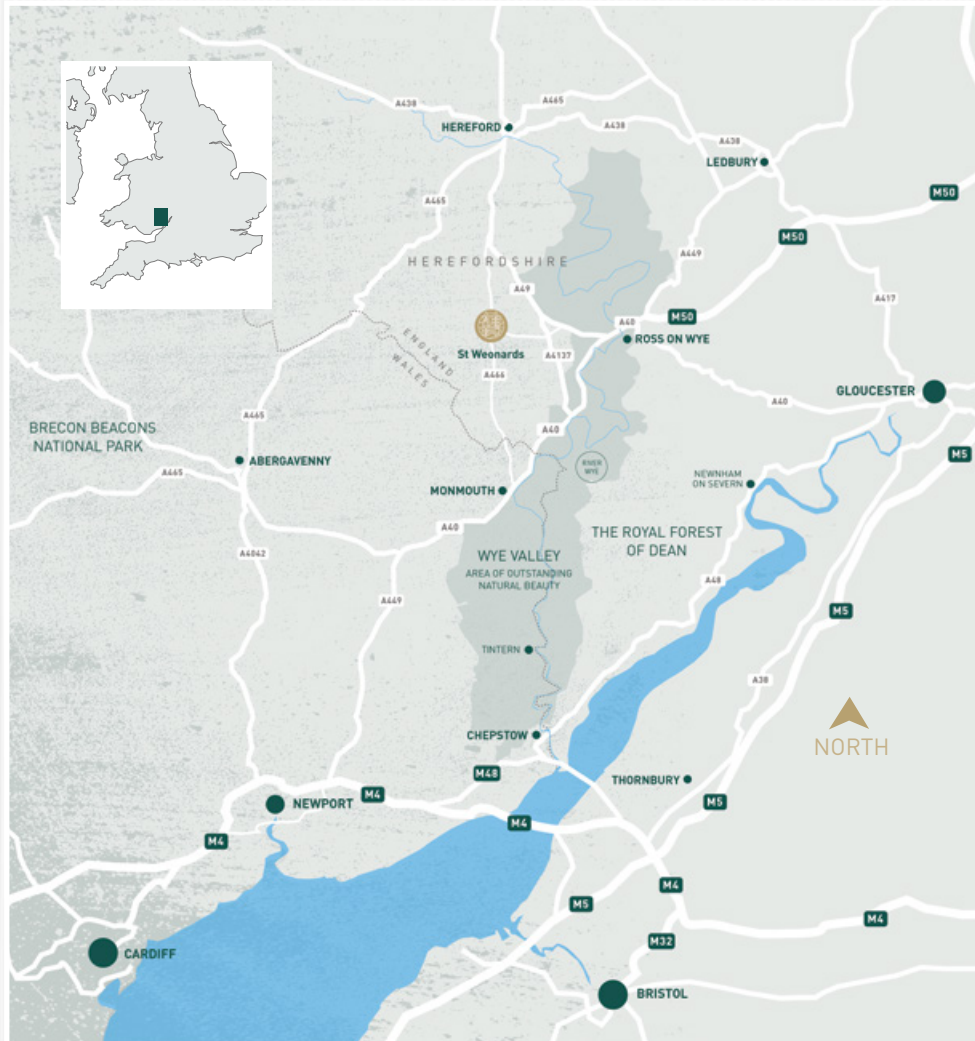 A438
A465
HEREFORD
A438
A438
LEDBURY
M50
A465
M50
HEREFORDSHIRE
A449
A49
A417
ENGLAND
WALES
A40
M50
ROSS ON WYE
St Weonards
A4137
A466
GLOUCESTER
A40
A465
BRECON BEACONS
NATIONAL PARK
A40
ABERGAVENNY
M5
A465
RIVER
WYE
NEWNHAM
ON SEVERN
MONMOUTH
A40
THE ROYAL FOREST
OF DEAN
A4042
WYE VALLEY
AREA OF OUTSTANDING
NATURAL BEAUTY
A48
A449
M5
TINTERN
A38
NORTH
CHEPSTOW
M48
THORNBURY
M4
NEWPORT
M5
M4
M4
M4
M5
M4
M32
CARDIFF
BRISTOL